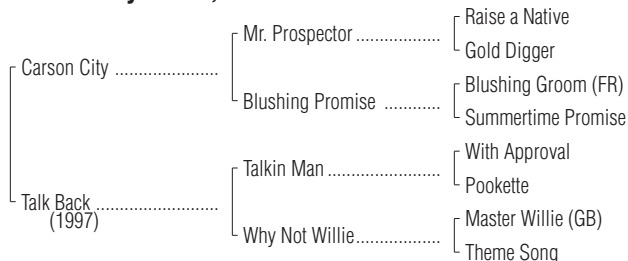 Raise a Native
Mr. Prospector
Gold Digger
Carson City
Blushing Groom (FR)
Blushing Promise
Summertime Promise
With Approval
Talkin Man
Pookette
Talk Back
(1997)
Master Willie (GB)
Why Not Willie
Theme Song